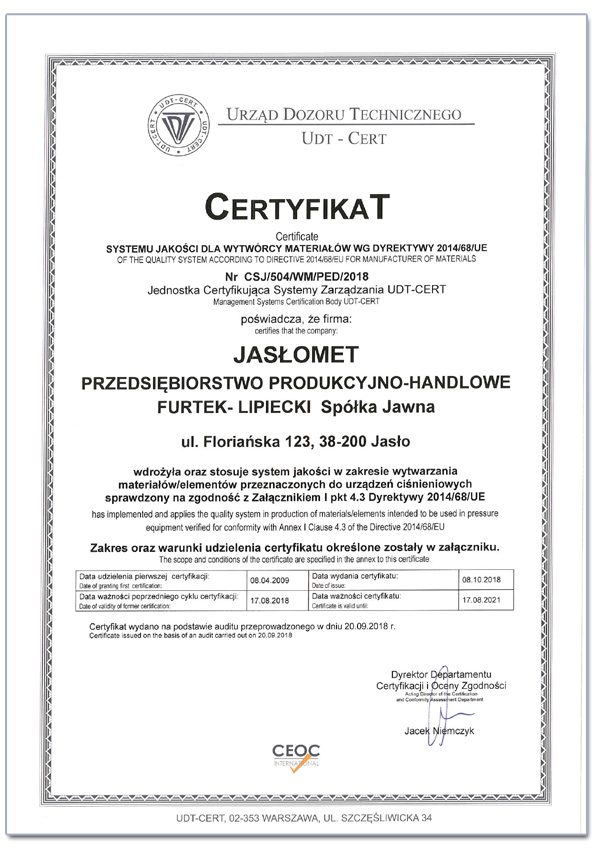 UDT-CERT
UDT-CERT
UDT-CERT
UDT
URZĄD DOZORU TECHNICZNEGO
UDT - CERT
CERTYFIKAT
Certificate
SYSTEMU JAKOŚCI DLA WYTWÓRCY MATERIAŁÓW WG DYREKTYWY 2014/68/UE
OF THE QUALITY SYSTEM ACCORDING TO DIRECTIVE 2014/68/EU FOR MANUFACTURER OF MATERIALS
Nr CSJ/504/WM/PED/2018
Jednostka Certyfikująca Systemy Zarządzania UDT-CERT
Management Systems Certification Body UDT-CERT
poświadcza, że firma:
certifies that the company:
JASŁOMET
PRZEDSIĘBIORSTWO PRODUKCYJNO-HANDLOWE
FURTEK- LIPIECKI Spółka Jawna
ul. Floriańska 123, 38-200 Jasło
wdrożyła oraz stosuje system jakości w zakresie wytwarzania
materiałów/elementów przeznaczonych do urządzeń ciśnieniowych
sprawdzony na zgodność z Załącznikiem I pkt 4.3 Dyrektywy 2014/68/UE
has implemented and applies the quality system in production of materials/elements intended to be used in pressure
equipment verified for conformity with Annex I Clause 4.3 of the Directive 2014/68/EU
Zakres oraz warunki udzielenia certyfikatu określone zostały w załączniku.
The scope and conditions of the certificate are specified in the annex to this certificate.
Data udzielenia pierwszej certyfikacji: 08.04.2009 Data wydania certyfikatu: 08.10.2018
Date of granting first certification: Date of issue:
Data ważności poprzedniego cyklu certyfikacji: 17.08.2018 Data ważności certyfikatu: 17.08.2021
Date of validity of former certification: Certificate is valid until:
Certyfikat wydano na podstawie auditu przeprowadzonego w dniu 20.09.2018 r.
Certificate issued on the basis of an audit carried out on 20.09.2018
Dyrektor Departamentu
Certyfikacji i Oceny Zgodności
Acting Director of the Certification
and Conformity Assessment Department
Jacek Niemczyk
CEOC
INTERNATIONAL
UDT-CERT, 02-353 WARSZAWA, UL. SZCZĘŚLIWICKA 34